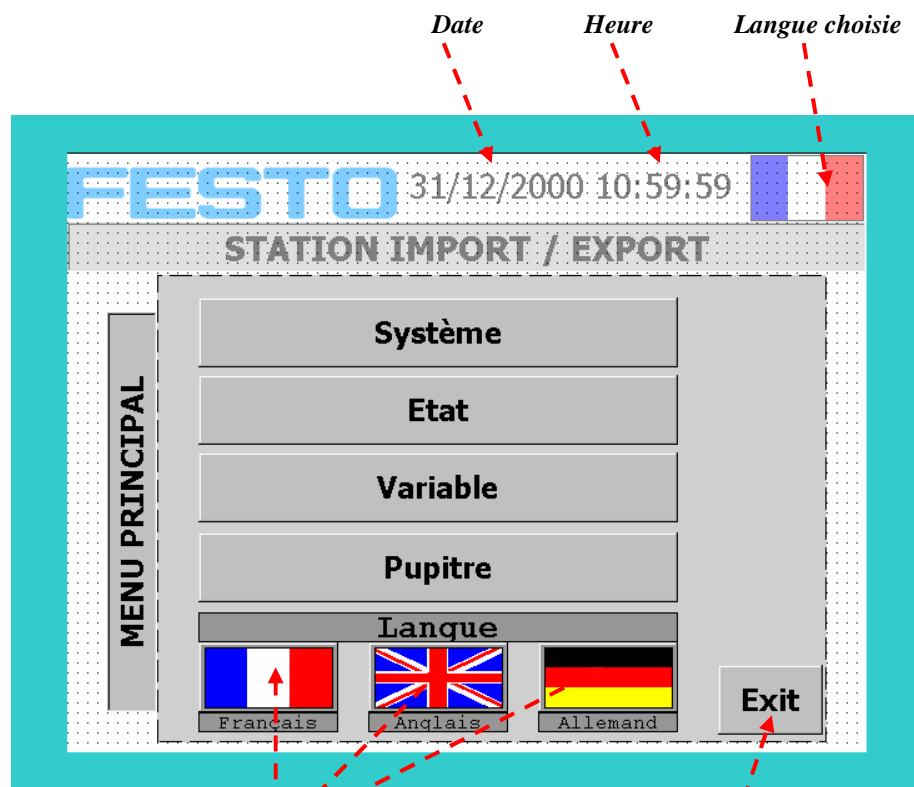 Date Heure Langue choisie
FESTO 31/12/2000 10:59:59
STATION IMPORT / EXPORT
MENU PRINCIPAL
Système
Etat
Variable
Pupitre
Langue
Français Anglais Allemand
Exit